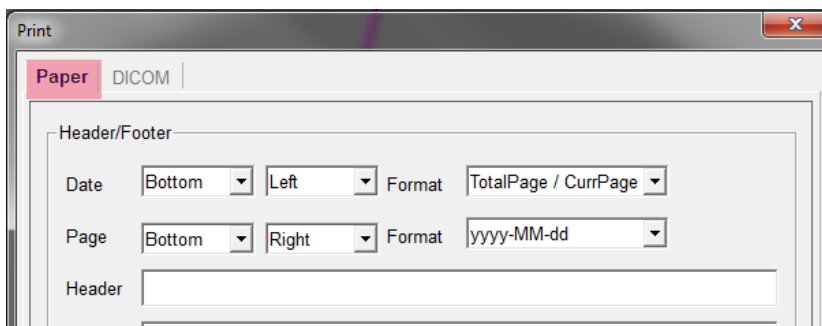 Print
Paper DICOM
Header/Footer
Date Bottom Left Format TotalPage / CurrPage
Page Bottom Right Format yyyy-MM-dd
Header